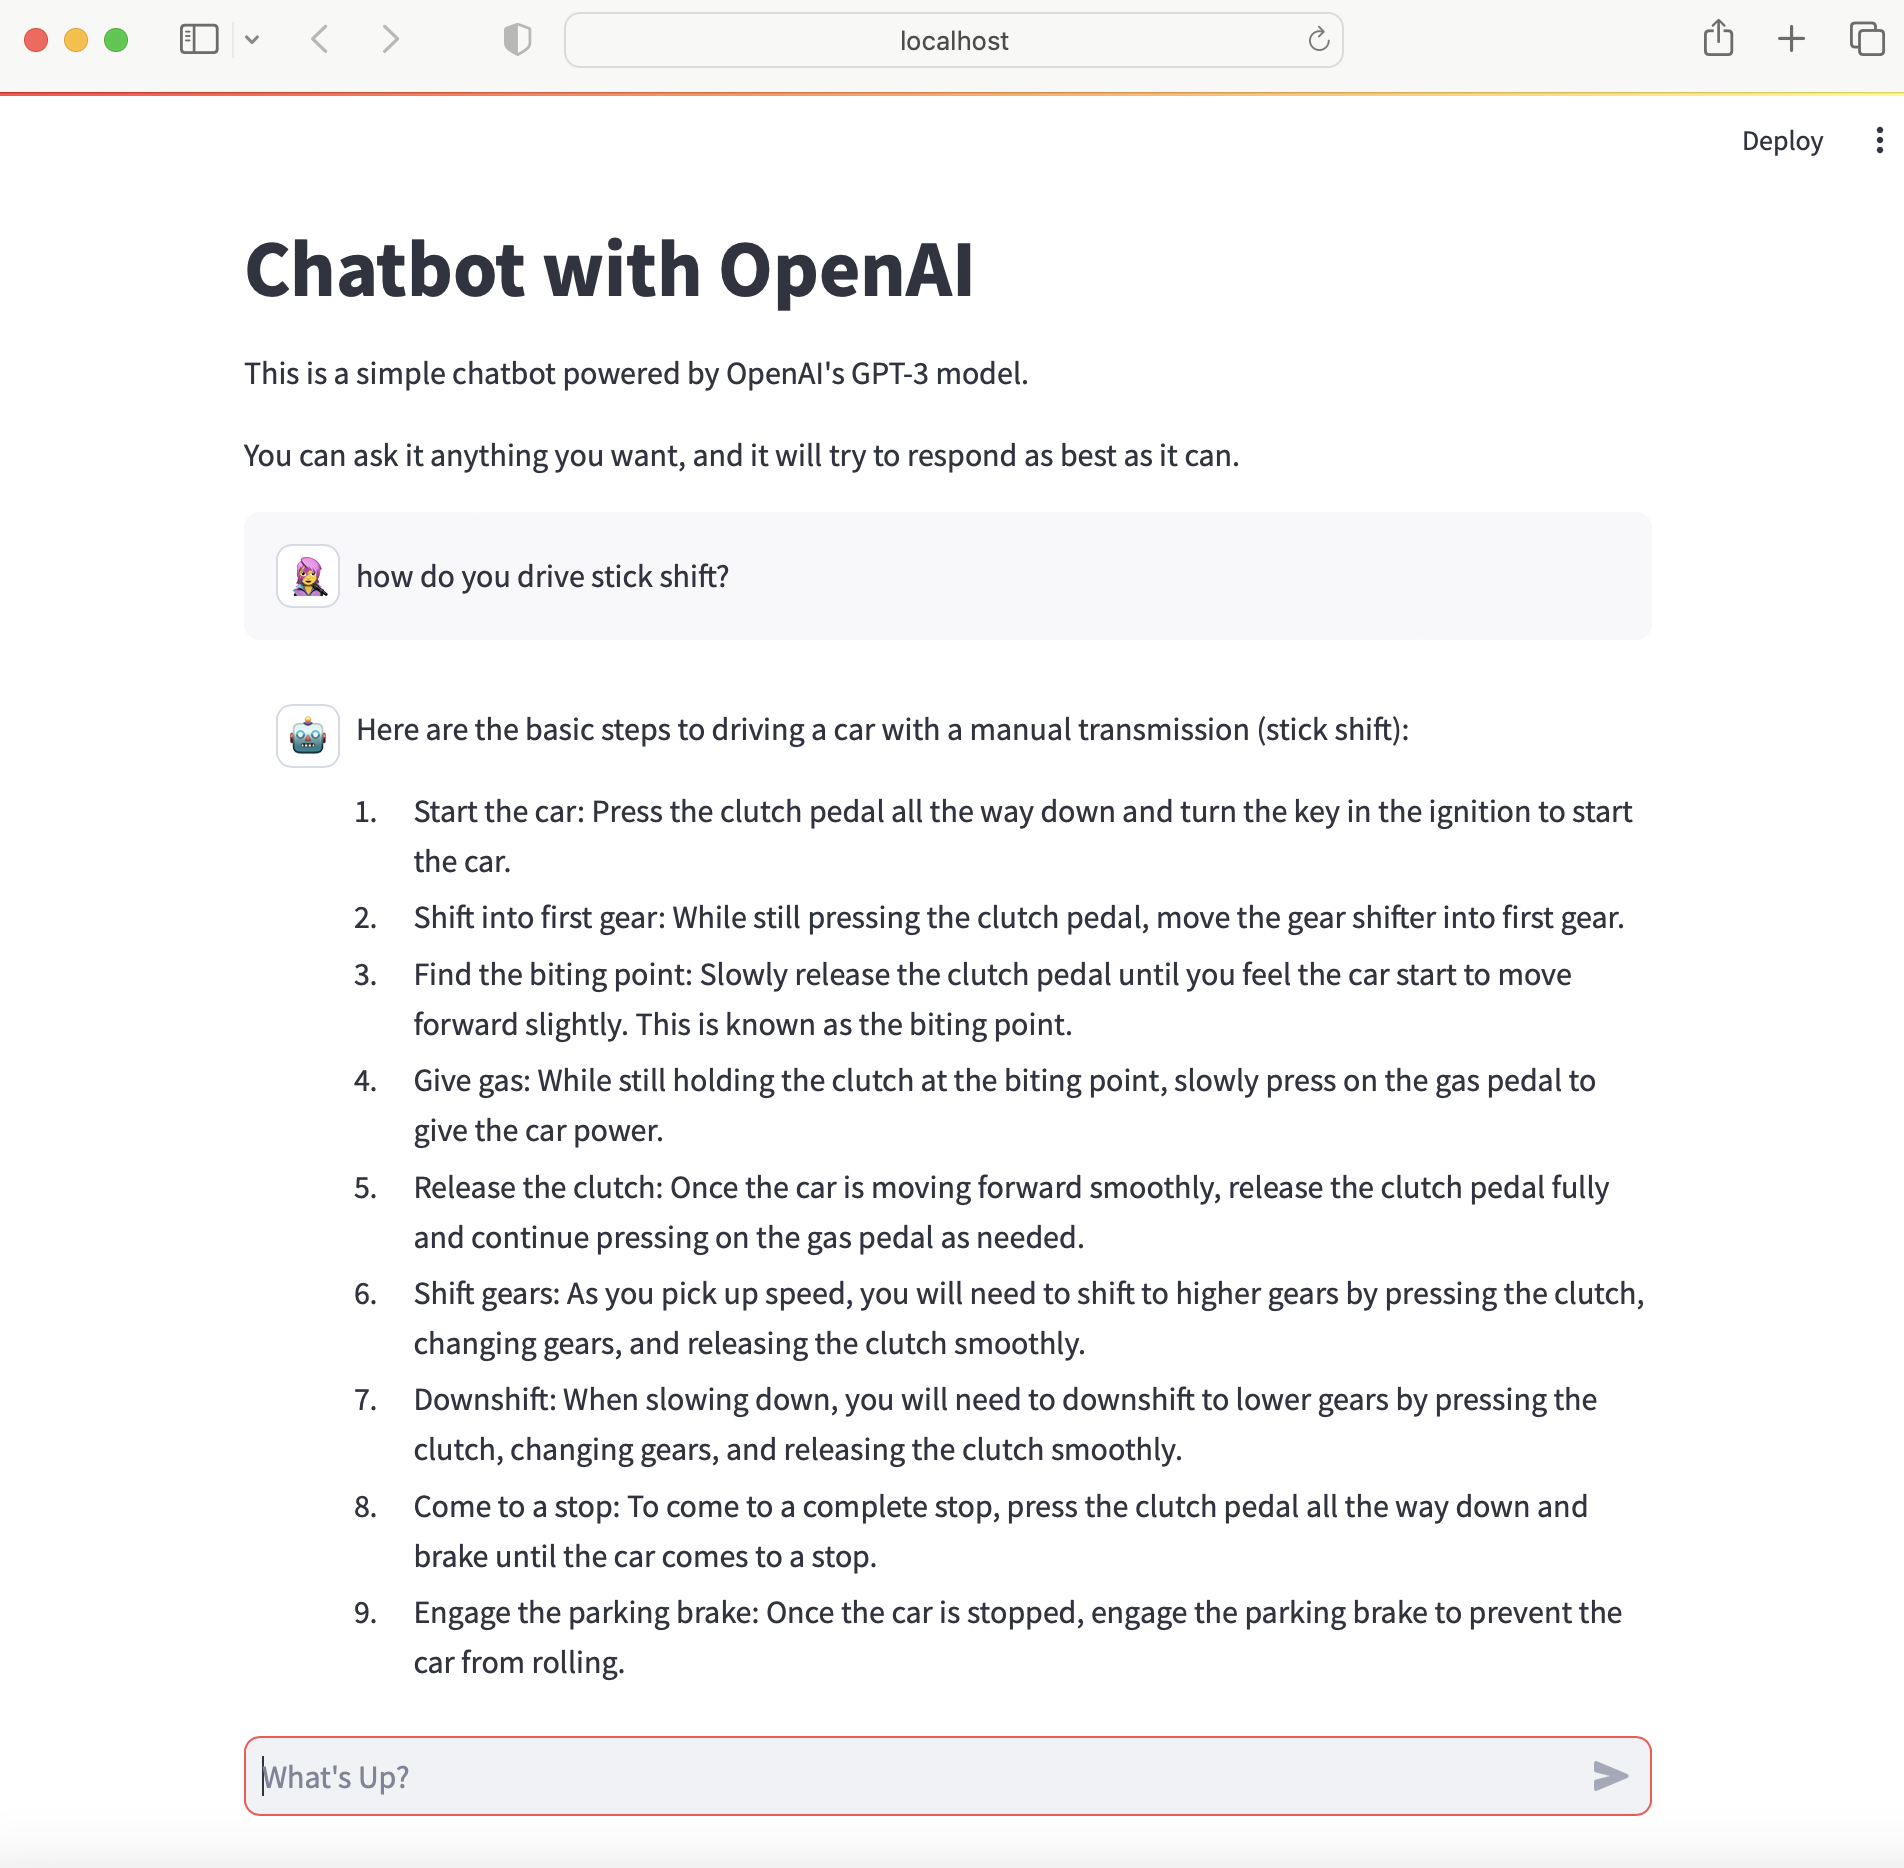 localhost
Deploy
Chatbot with OpenAI
This is a simple chatbot powered by OpenAI's GPT-3 model.
You can ask it anything you want, and it will try to respond as best as it can.
how do you drive stick shift?
Here are the basic steps to driving a car with a manual transmission (stick shift):
1. Start the car: Press the clutch pedal all the way down and turn the key in the ignition to start
the car.
2. Shift into first gear: While still pressing the clutch pedal, move the gear shifter into first gear.
3. Find the biting point: Slowly release the clutch pedal until you feel the car start to move
forward slightly. This is known as the biting point.
4. Give gas: While still holding the clutch at the biting point, slowly press on the gas pedal to
give the car power.
5. Release the clutch: Once the car is moving forward smoothly, release the clutch pedal fully
and continue pressing on the gas pedal as needed.
6. Shift gears: As you pick up speed, you will need to shift to higher gears by pressing the clutch,
changing gears, and releasing the clutch smoothly.
7. Downshift: When slowing down, you will need to downshift to lower gears by pressing the
clutch, changing gears, and releasing the clutch smoothly.
8. Come to a stop: To come to a complete stop, press the clutch pedal all the way down and
brake until the car comes to a stop.
9. Engage the parking brake: Once the car is stopped, engage the parking brake to prevent the
car from rolling.
What's Up?